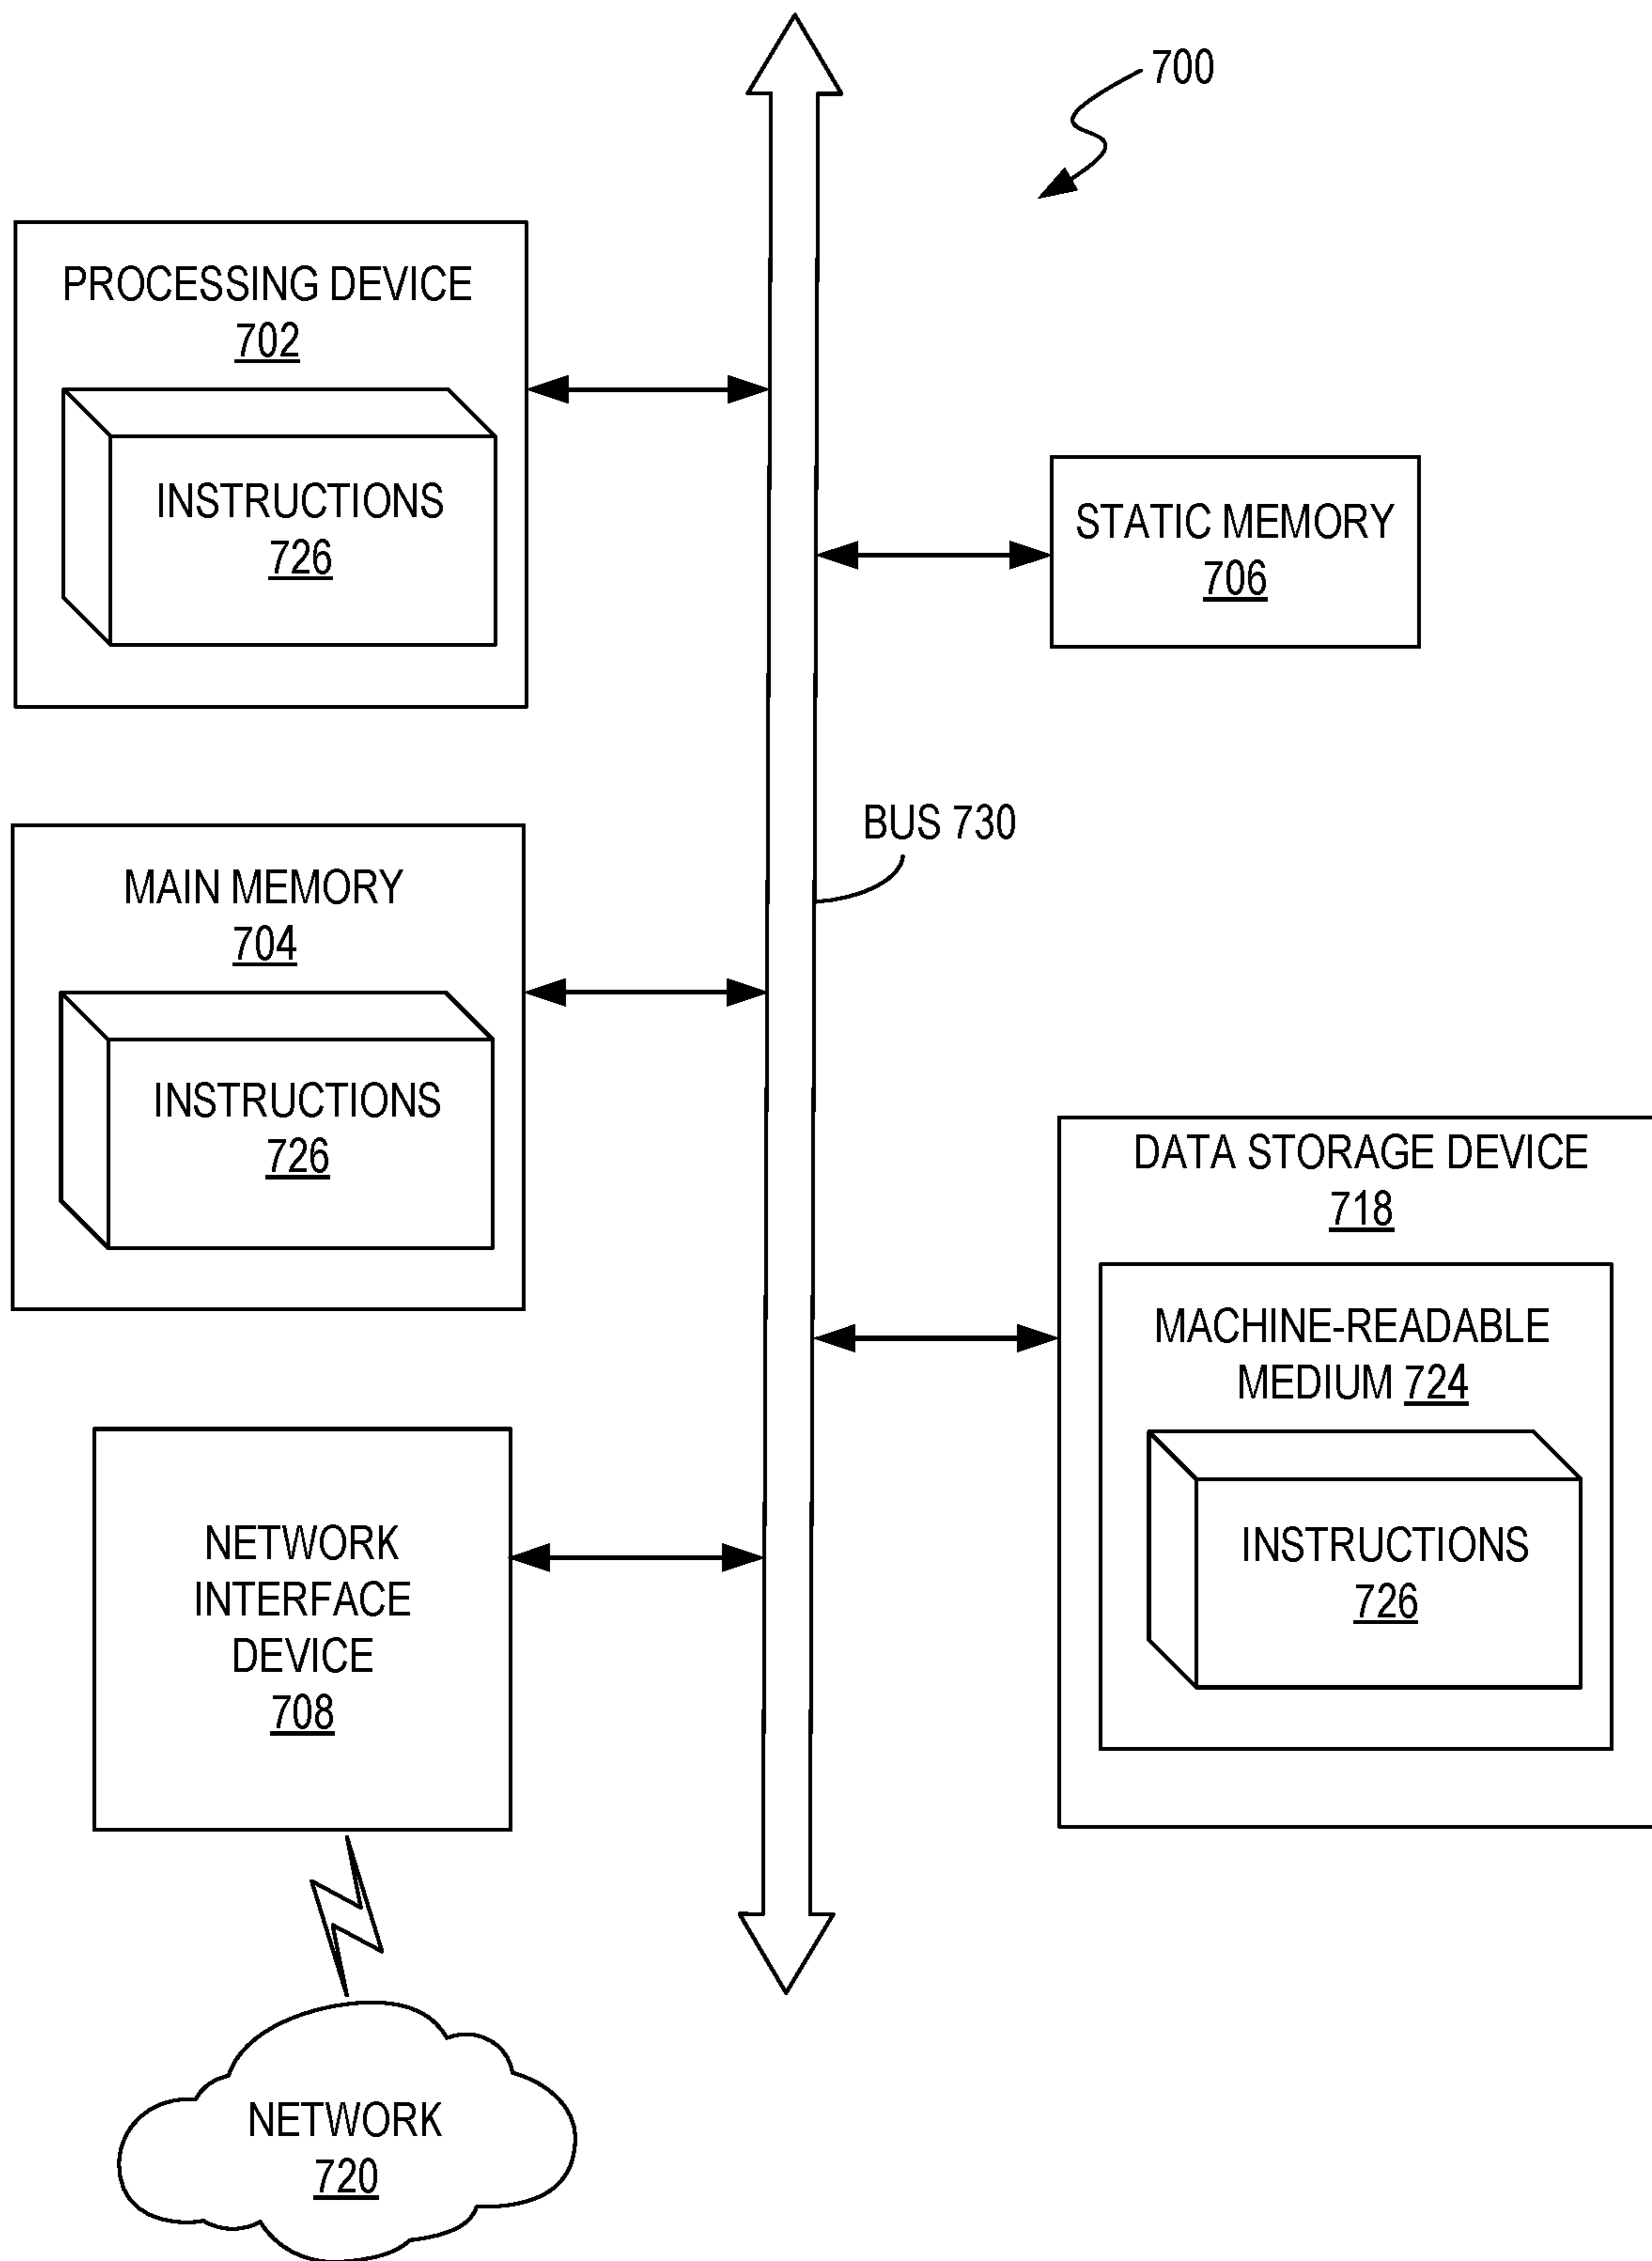 700
PROCESSING DEVICE
702
INSTRUCTIONS
726
STATIC MEMORY
706
BUS 730
MAIN MEMORY
704
INSTRUCTIONS
726
DATA STORAGE DEVICE
718
MACHINE-READABLE
MEDIUM 724
INSTRUCTIONS
726
NETWORK
INTERFACE
DEVICE
708
NETWORK
720